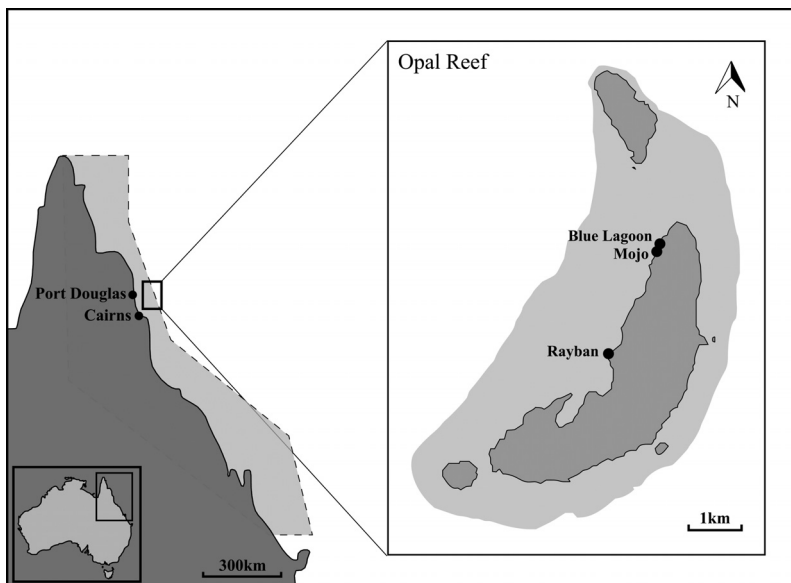 Opal Reef
N
Blue Lagoon
Mojo
Port Douglas
Cairns
Rayban
1km
300km